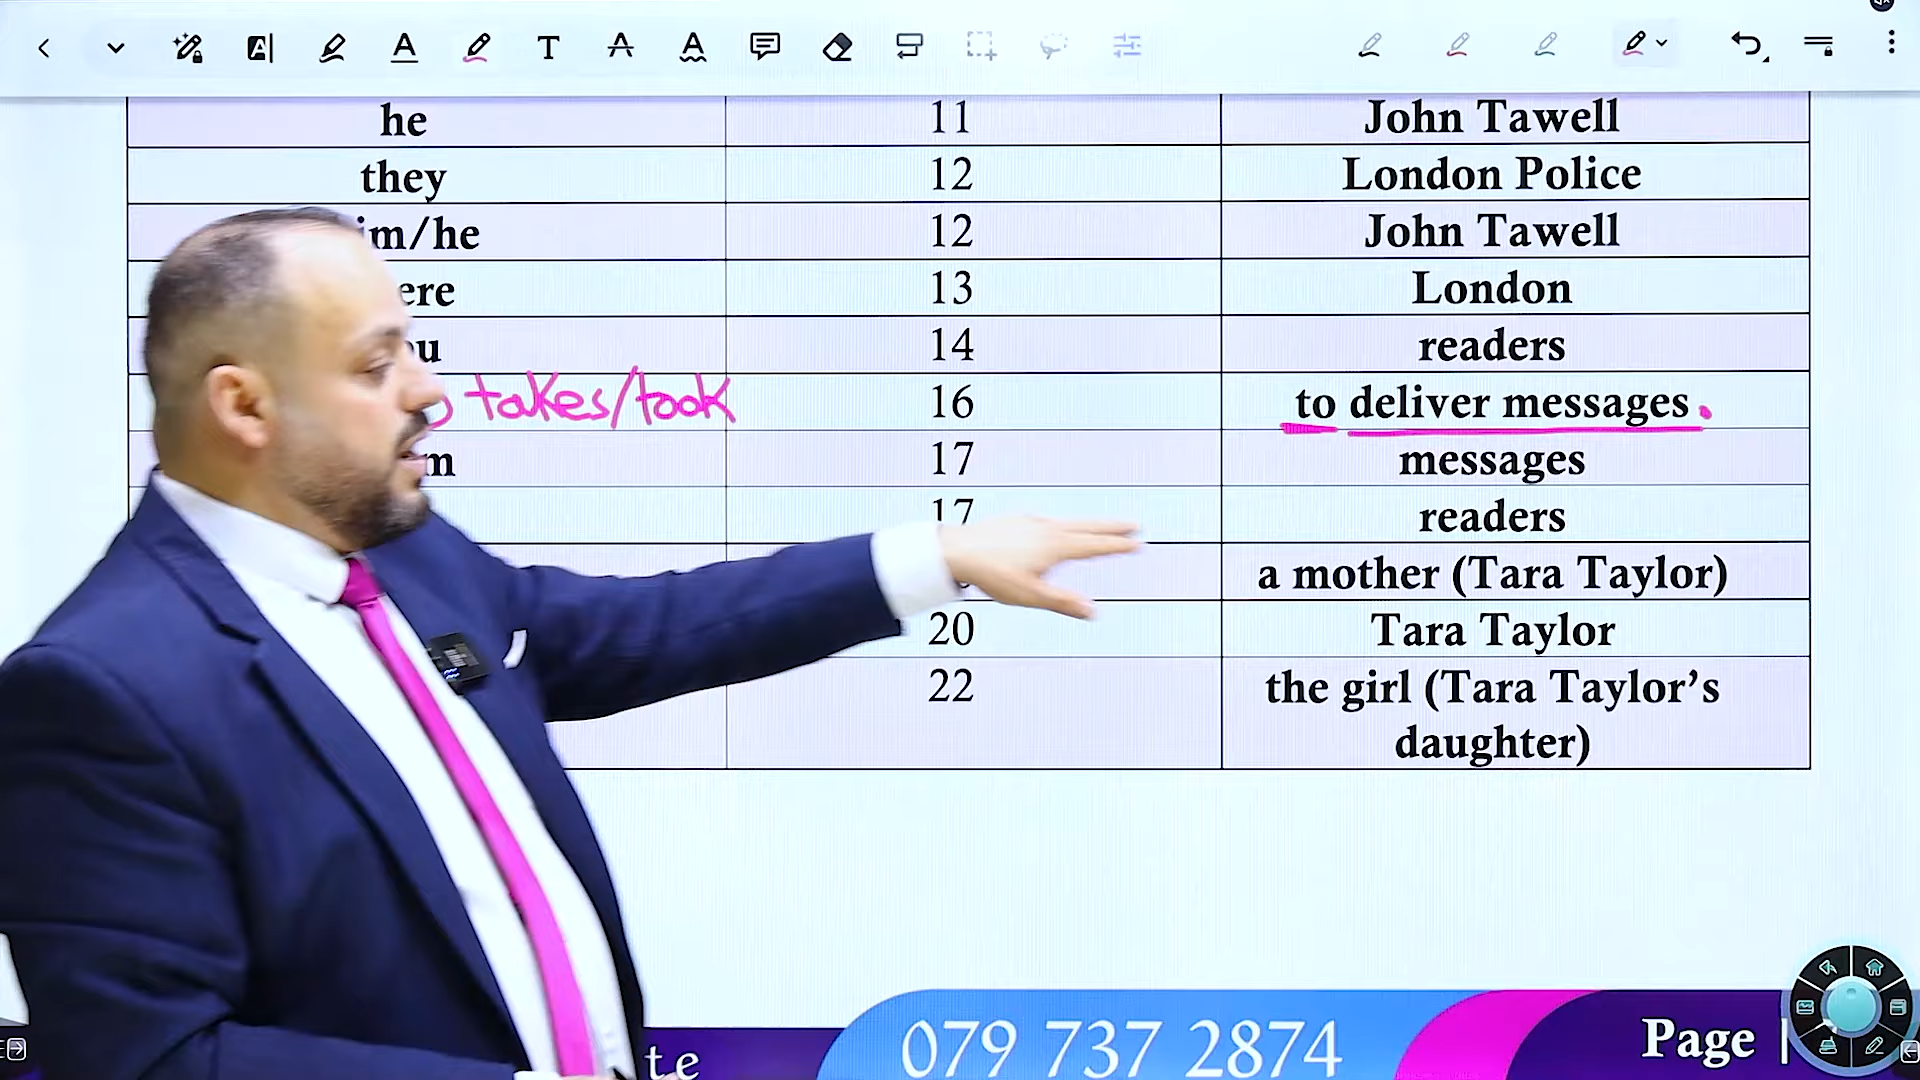 he 11 John Tawell
they 12 London Police
im/he 12 John Tawell
ere 13 London
u 14 readers
takes/took 16 to deliver messages.
m 17 messages
17 readers
a mother (Tara Taylor)
20 Tara Taylor
22 the girl (Tara Taylor's
daughter)
te 079 737 2874 Page |